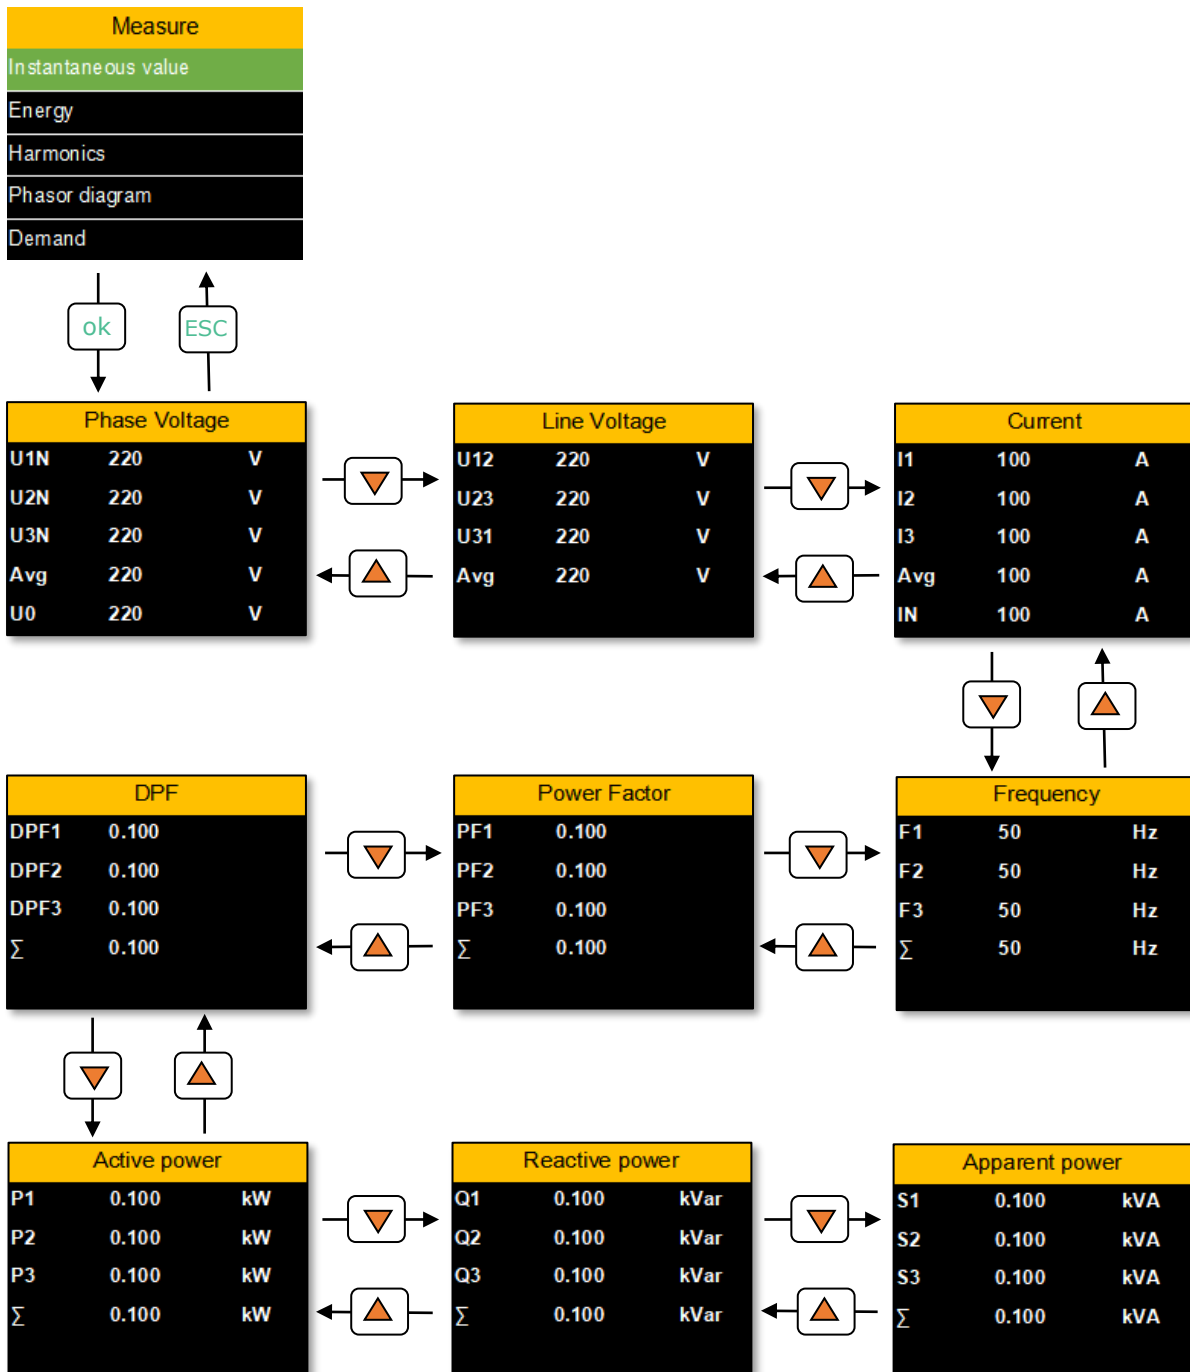 Measure
Instantaneous value
Energy
Harmonics
Phasor diagram
Demand
ok ESC
Phase Voltage
U1N 220 V
U2N 220 V
U3N 220 V
Avg 220 V
U0 220 V
Line Voltage
U12 220 V
U23 220 V
U31 220 V
Avg 220 V
Current
I1 100 A
I2 100 A
I3 100 A
Avg 100 A
IN 100 A
DPF
DPF1 0.100
DPF2 0.100
DPF3 0.100
∑ 0.100
Power Factor
PF1 0.100
PF2 0.100
PF3 0.100
∑ 0.100
Frequency
F1 50 Hz
F2 50 Hz
F3 50 Hz
∑ 50 Hz
Active power
P1 0.100 kW
P2 0.100 kW
P3 0.100 kW
∑ 0.100 kW
Reactive power
Q1 0.100 kVar
Q2 0.100 kVar
Q3 0.100 kVar
∑ 0.100 kVar
Apparent power
S1 0.100 kVA
S2 0.100 kVA
S3 0.100 kVA
∑ 0.100 kVA